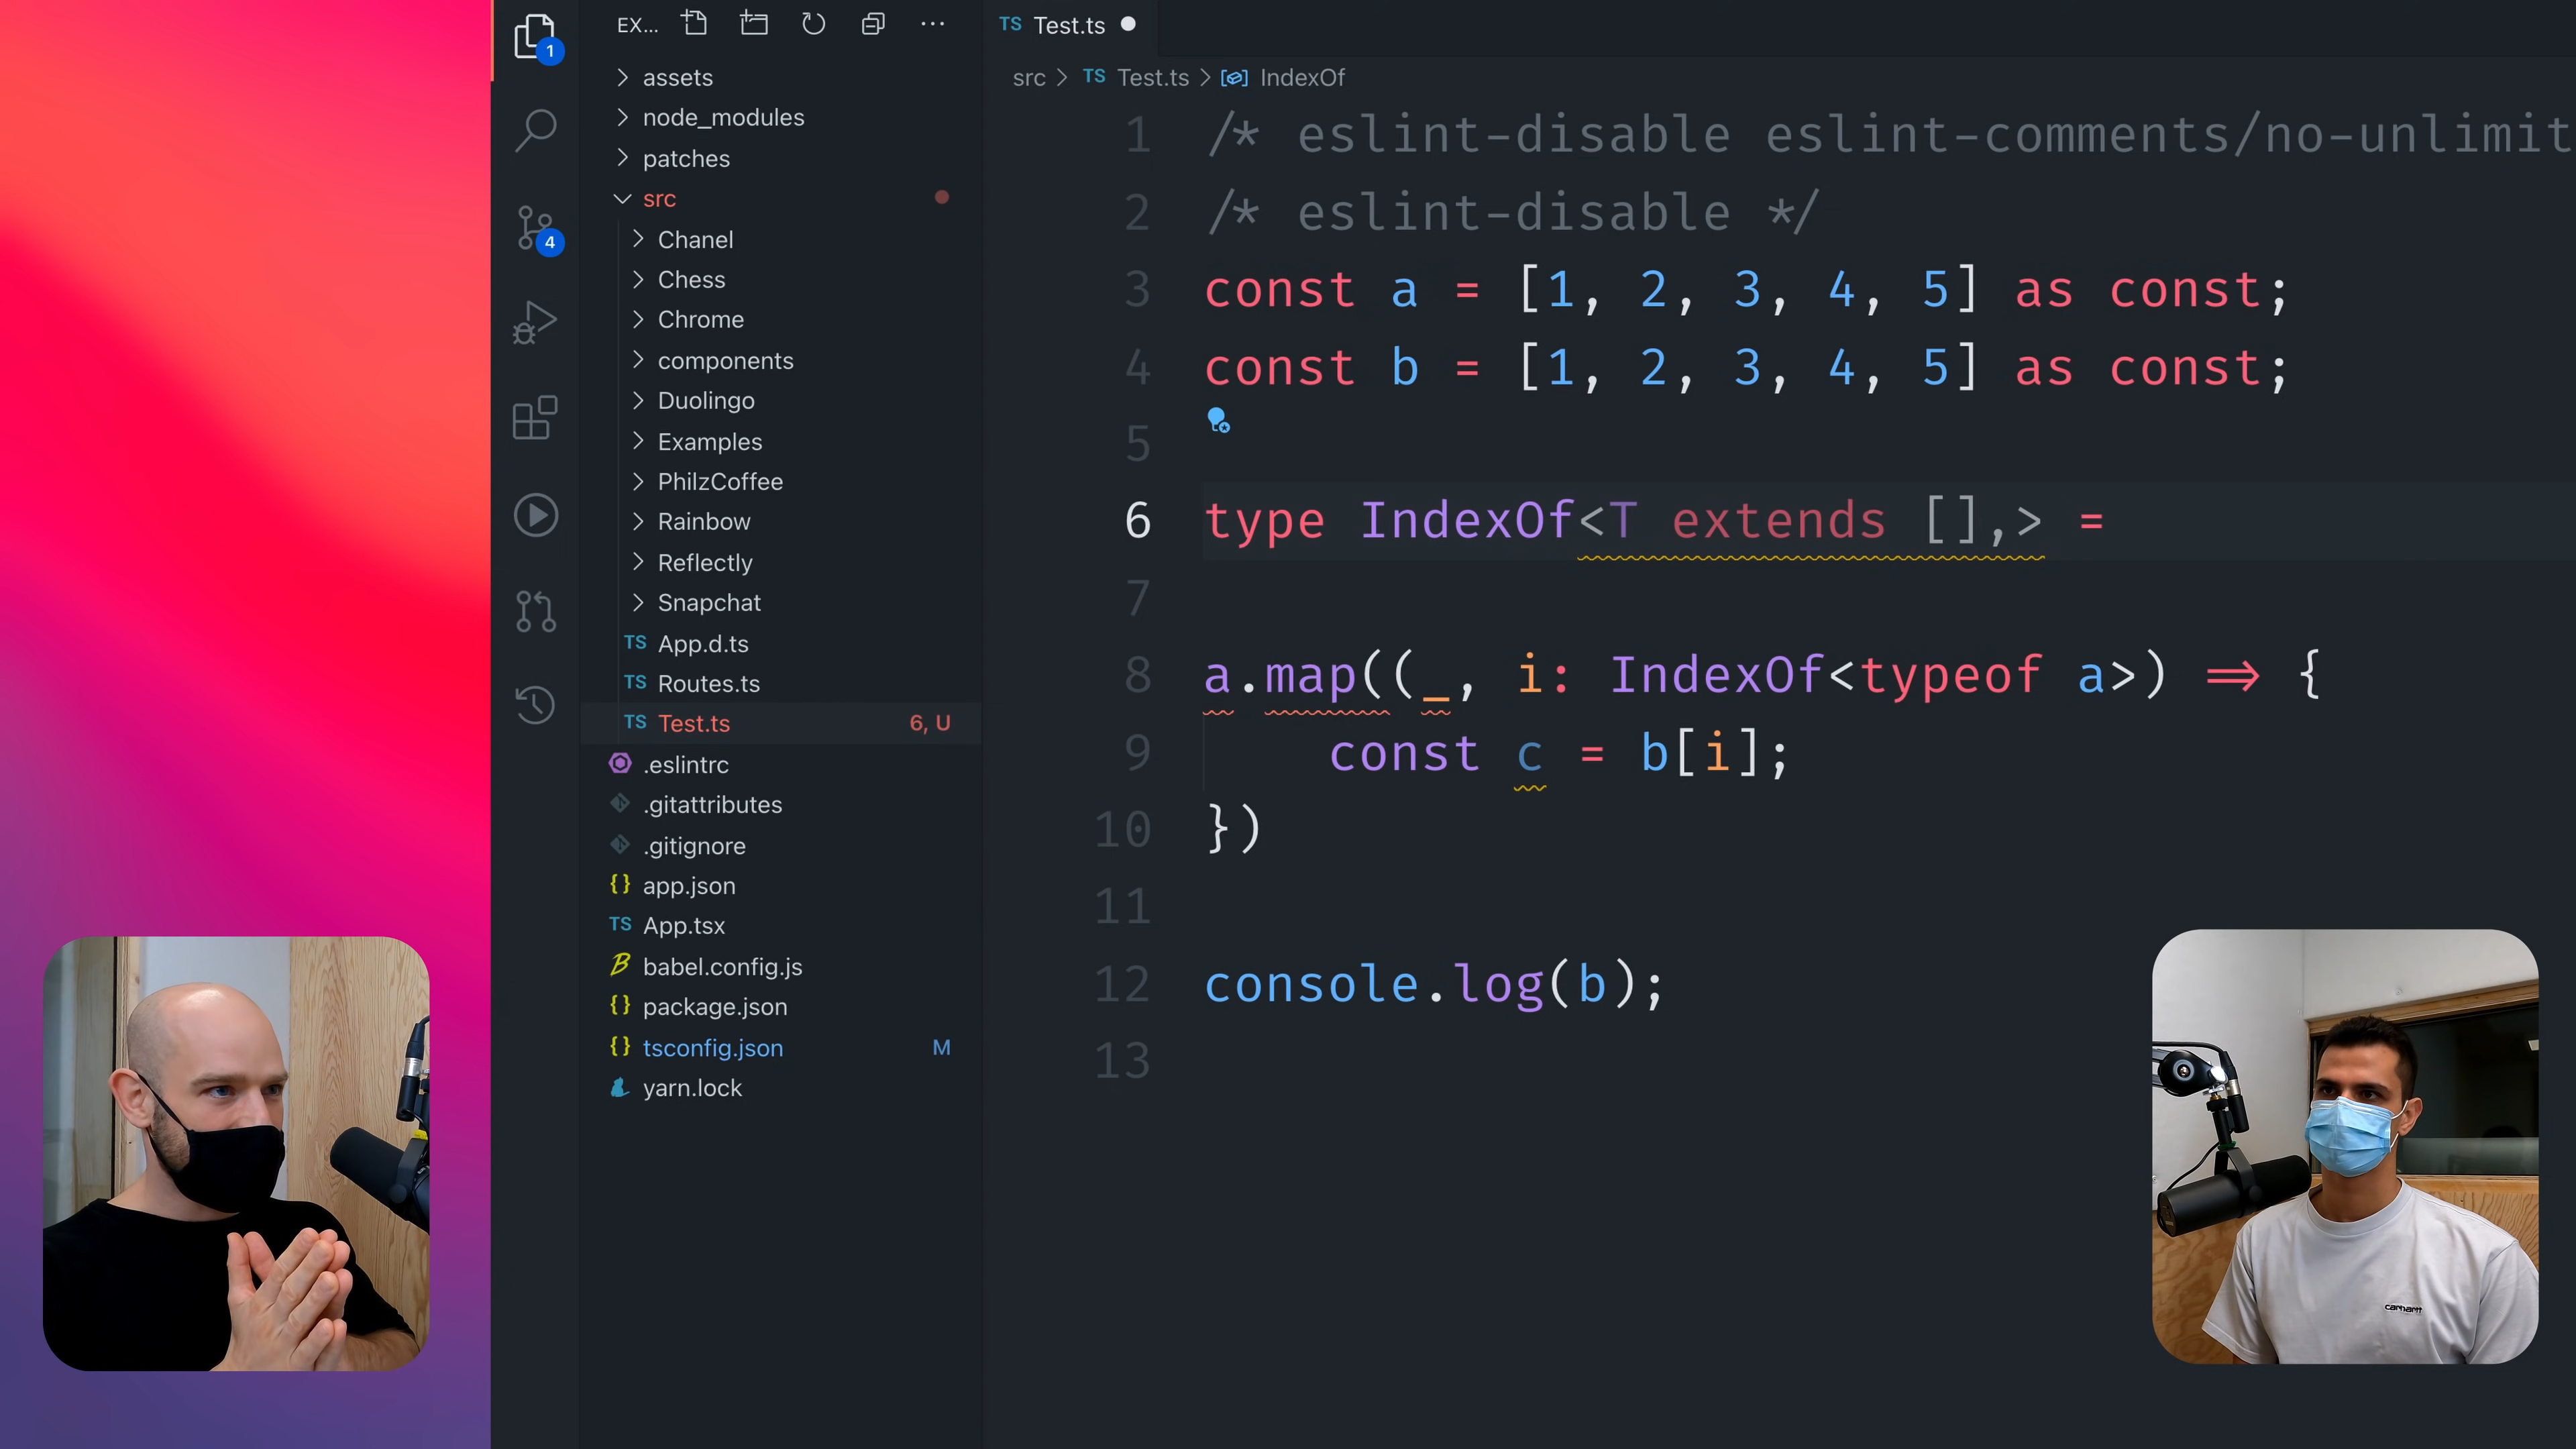 1
4
EX...
assets
node_modules
patches
src
Chanel
Chess
Chrome
components
Duolingo
Examples
PhilzCoffee
Rainbow
Reflectly
Snapchat
TS App.d.ts
TS Routes.ts
TS Test.ts 6, U
.eslintrc
.gitattributes
.gitignore
{} app.json
TS App.tsx
babel.config.js
{} package.json
{} tsconfig.json M
yarn.lock
TS Test.ts
src > TS Test.ts > IndexOf
1 /* eslint-disable eslint-comments/no-unlimit
2 /* eslint-disable */
3 const a = [1, 2, 3, 4, 5] as const;
4 const b = [1, 2, 3, 4, 5] as const;
5
6 type IndexOf<T extends [],> =
7
8 a.map((_, i: IndexOf<typeof a>) => {
9 const c = b[i];
10 })
11
12 console.log(b);
13
carhartt